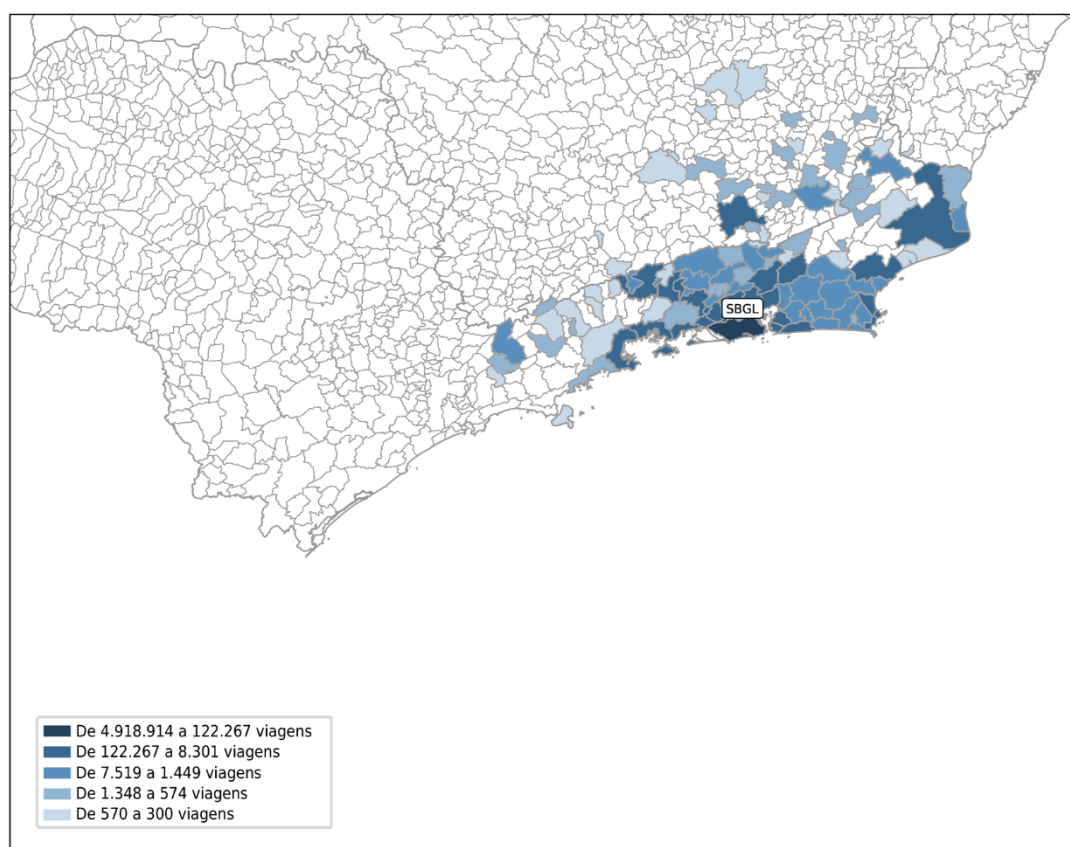 SBGL
De 4.918.914 a 122.267 viagens
De 122.267 a 8.301 viagens
De 7.519 a 1.449 viagens
De 1.348 a 574 viagens
De 570 a 300 viagens